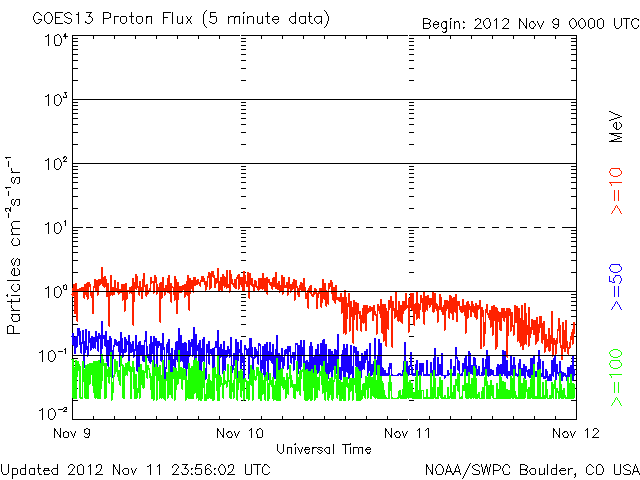 GOES13 Proton Flux (5 minute data)
Begin: 2012 Nov 9 0000 UTC
10⁴
10³
10²
10¹
10⁰
10⁻¹
10⁻²
Particles cm⁻²s⁻¹sr⁻¹
Nov 9
Nov 10
Nov 11
Nov 12
Universal Time
>=10
>=50
>=100
MeV
Updated 2012 Nov 11 23:56:02 UTC
NOAA/SWPC Boulder, CO USA